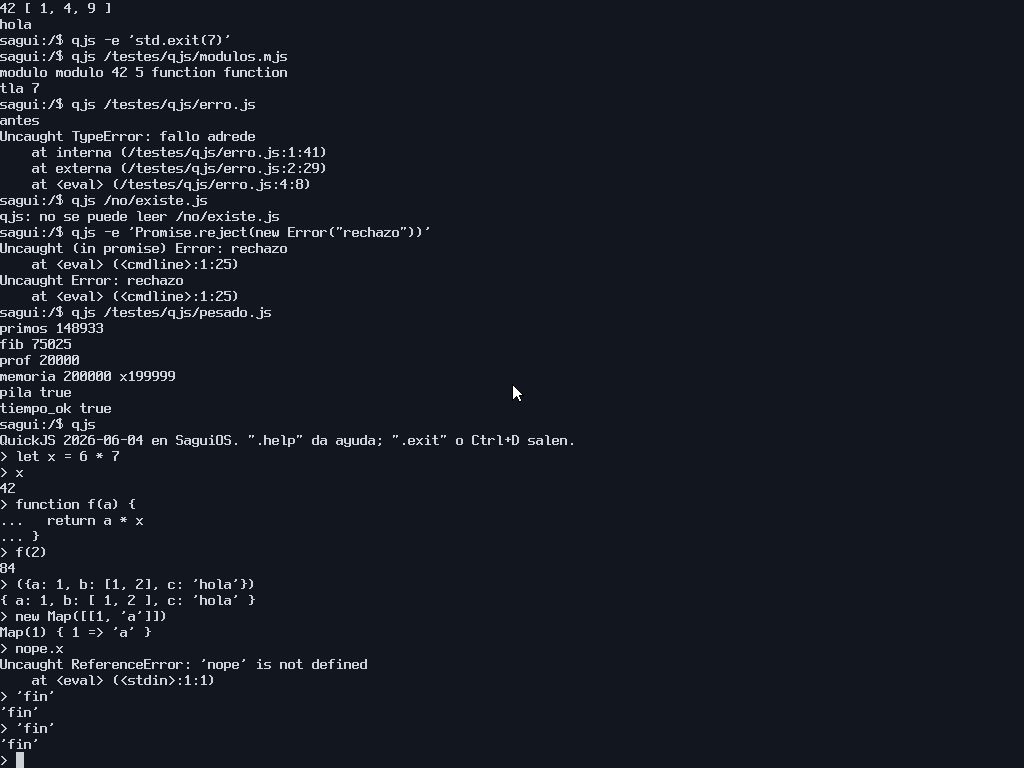 42 [ 1, 4, 9 ]
hola
sagui:/$ qjs -e 'std.exit(7)'
sagui:/$ qjs /testes/qjs/modulos.mjs
modulo modulo 42 5 function function
tla 7
sagui:/$ qjs /testes/qjs/erro.js
antes
Uncaught TypeError: fallo adrede
    at interna (/testes/qjs/erro.js:1:41)
    at externa (/testes/qjs/erro.js:2:29)
    at <eval> (/testes/qjs/erro.js:4:8)
sagui:/$ qjs /no/existe.js
qjs: no se puede leer /no/existe.js
sagui:/$ qjs -e 'Promise.reject(new Error("rechazo"))'
Uncaught (in promise) Error: rechazo
    at <eval> (<cmdline>:1:25)
Uncaught Error: rechazo
    at <eval> (<cmdline>:1:25)
sagui:/$ qjs /testes/qjs/pesado.js
primos 148933
fib 75025
prof 20000
memoria 200000 x199999
pila true
tiempo_ok true
sagui:/$ qjs
QuickJS 2026-06-04 en SaguiOS. ".help" da ayuda; ".exit" o Ctrl+D salen.
> let x = 6 * 7
> x
42
> function f(a) {
...   return a * x
... }
> f(2)
84
> ({a: 1, b: [1, 2], c: 'hola'})
{ a: 1, b: [ 1, 2 ], c: 'hola' }
> new Map([[1, 'a']])
Map(1) { 1 => 'a' }
> nope.x
Uncaught ReferenceError: 'nope' is not defined
    at <eval> (<stdin>:1:1)
> 'fin'
'fin'
> 'fin'
'fin'
>